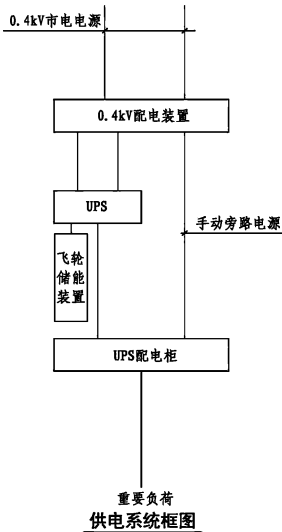 0.4kV市电电源
0.4kV配电装置
UPS
手动旁路电源
飞轮
储能
装置
UPS配电柜
重要负荷
供电系统框图